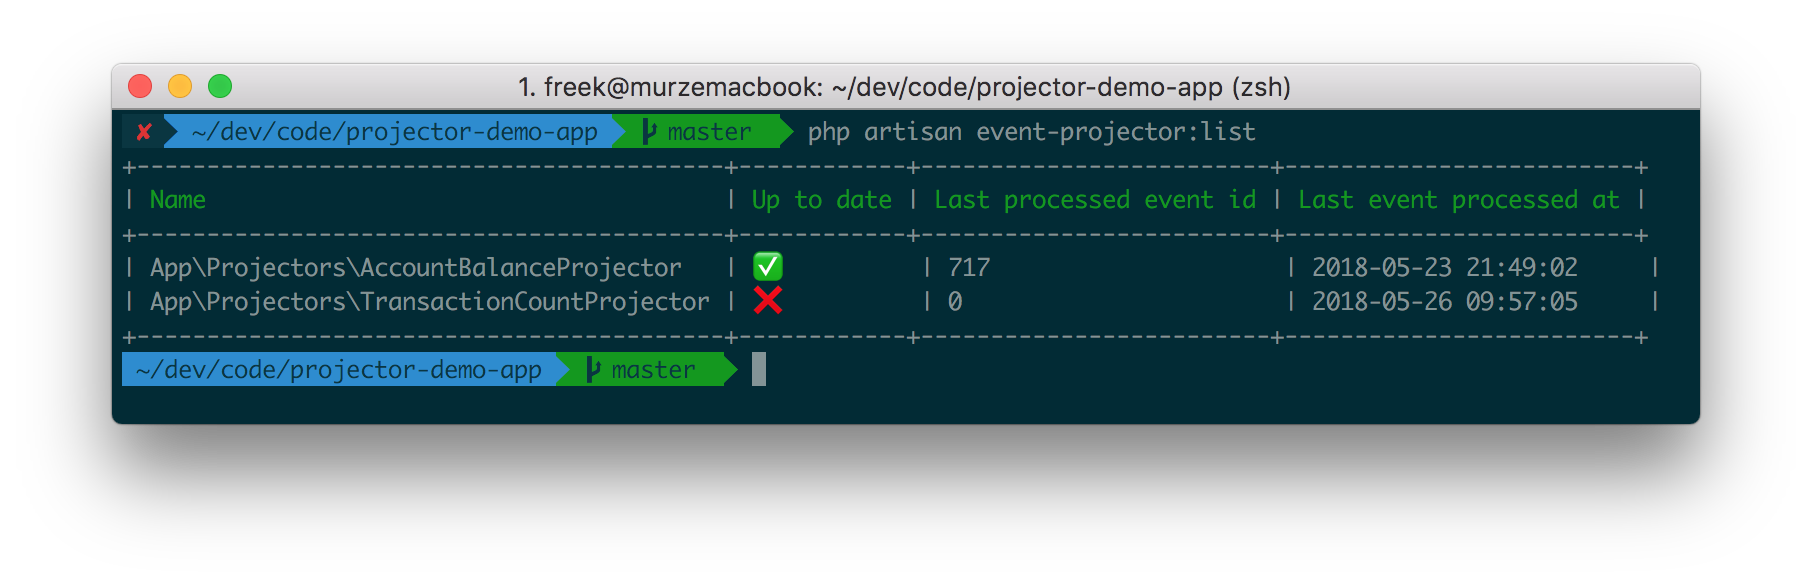 1. freek@murzemacbook: ~/dev/code/projector-demo-app (zsh)
✘ ~/dev/code/projector-demo-app master php artisan event-projector:list
+------------------------------------------+------------+-------------------------+-------------------------+
| Name | Up to date | Last processed event id | Last event processed at |
+------------------------------------------+------------+-------------------------+-------------------------+
| App\Projectors\AccountBalanceProjector | ✅ | 717 | 2018-05-23 21:49:02 |
| App\Projectors\TransactionCountProjector | ❌ | 0 | 2018-05-26 09:57:05 |
+------------------------------------------+------------+-------------------------+-------------------------+
~/dev/code/projector-demo-app master